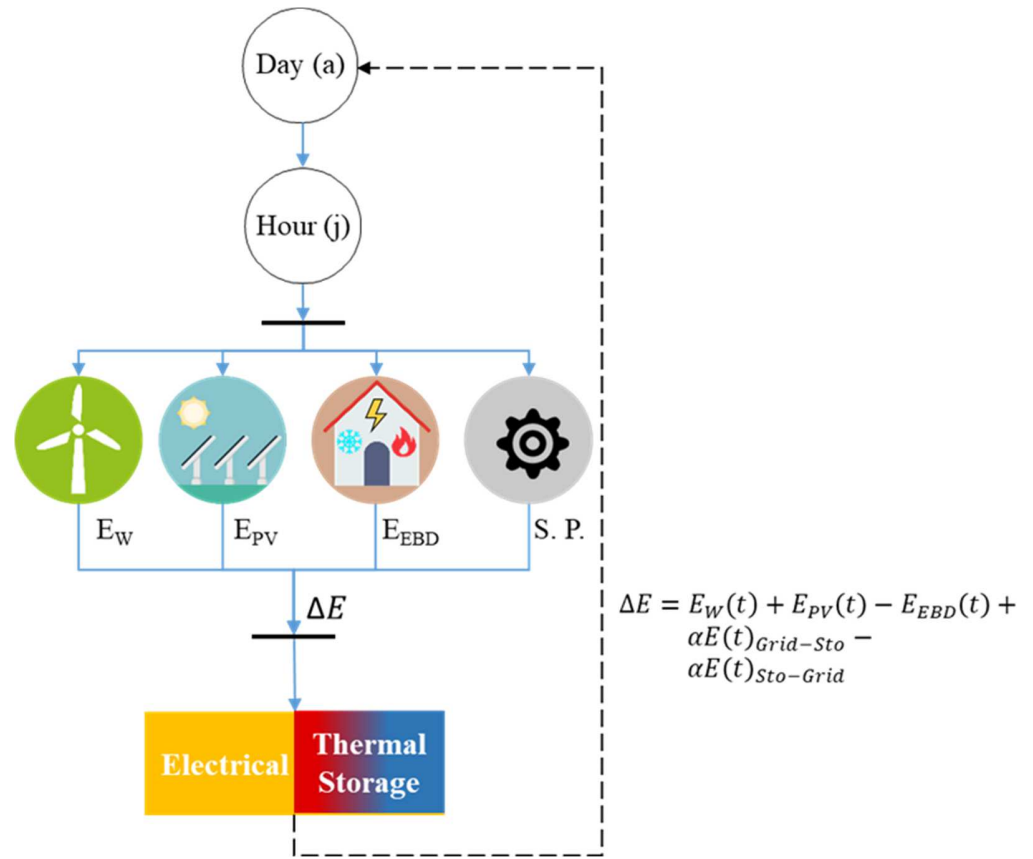 Day (a)
Hour (j)
E_W
E_PV
E_EBD
S. P.
ΔE
ΔE = E_W(t) + E_PV(t) − E_EBD(t) +
αE(t)_Grid−Sto −
αE(t)_Sto−Grid
Electrical
Thermal
Storage